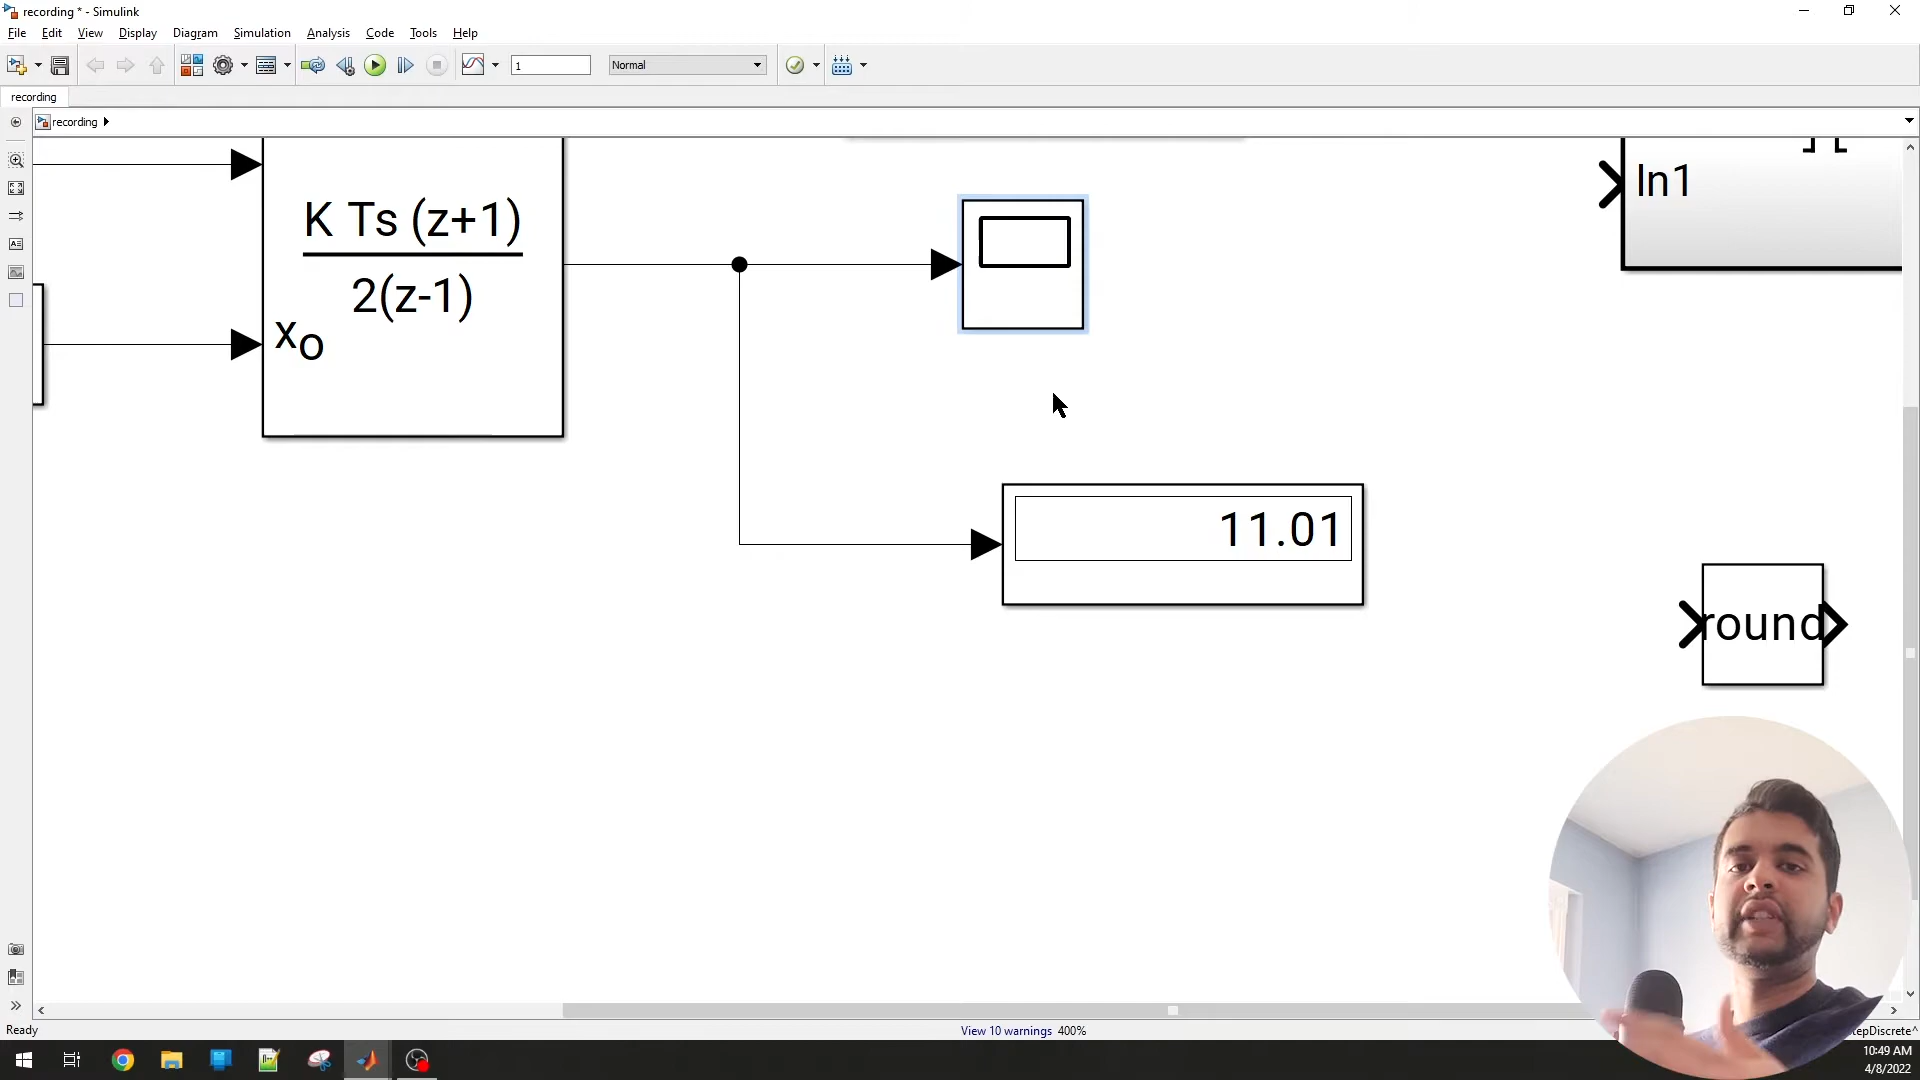 recording * - Simulink
File Edit View Display Diagram Simulation Analysis Code Tools Help
1 Normal
recording
recording
K Ts (z+1)
2(z-1)
xo
In1
11.01
round
Ready
View 10 warnings 400%
10:49 AM
4/8/2022